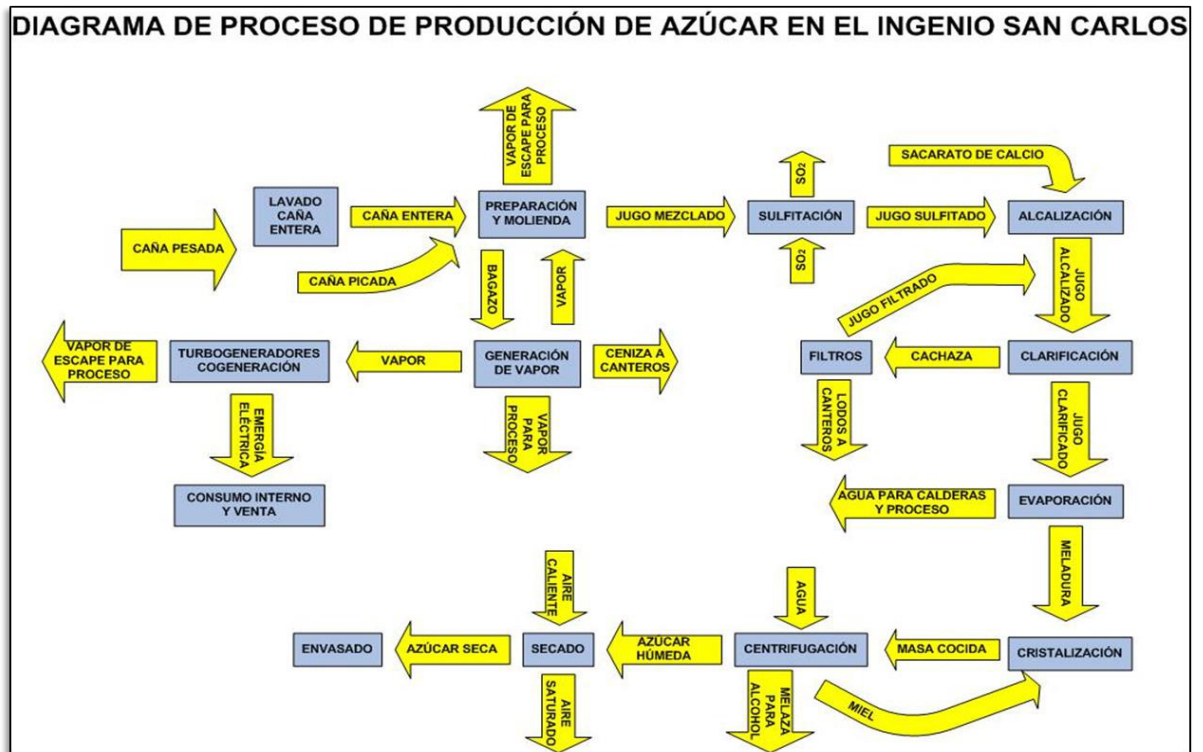 DIAGRAMA DE PROCESO DE PRODUCCIÓN DE AZÚCAR EN EL INGENIO SAN CARLOS
VAPOR DE
ESCAPE PARA
PROCESO
SO2
SACARATO DE CALCIO
LAVADO
CAÑA
ENTERA
CAÑA ENTERA
PREPARACIÓN
Y MOLIENDA
JUGO MEZCLADO
SULFITACIÓN
JUGO SULFITADO
ALCALIZACIÓN
CAÑA PESADA
CAÑA PICADA
BAGAZO
VAPOR
SO2
JUGO FILTRADO
JUGO
ALCALIZADO
VAPOR DE
ESCAPE PARA
PROCESO
TURBOGENERADORES
COGENERACIÓN
VAPOR
GENERACIÓN
DE VAPOR
CENIZA A
CANTEROS
FILTROS
CACHAZA
CLARIFICACIÓN
EMERGÍA
ELÉCTRICA
VAPOR
PARA
PROCESO
LODOS A
CANTEROS
JUGO
CLARIFICADO
CONSUMO INTERNO
Y VENTA
AGUA PARA CALDERAS
Y PROCESO
EVAPORACIÓN
AIRE
CALIENTE
AGUA
MELADURA
ENVASADO
AZÚCAR SECA
SECADO
AZÚCAR
HÚMEDA
CENTRIFUGACIÓN
MASA COCIDA
CRISTALIZACIÓN
AIRE
SATURADO
MELAZA
PARA
ALCOHOL
MIEL